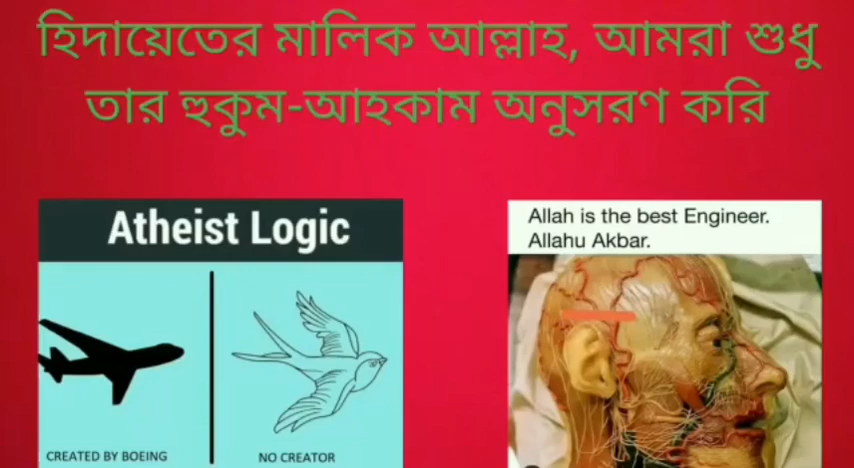 হিদায়েতের মালিক আল্লাহ, আমরা শুধু
তার হুকুম-আহকাম অনুসরণ করি
Atheist Logic
CREATED BY BOEING
NO CREATOR
Allah is the best Engineer.
Allahu Akbar.